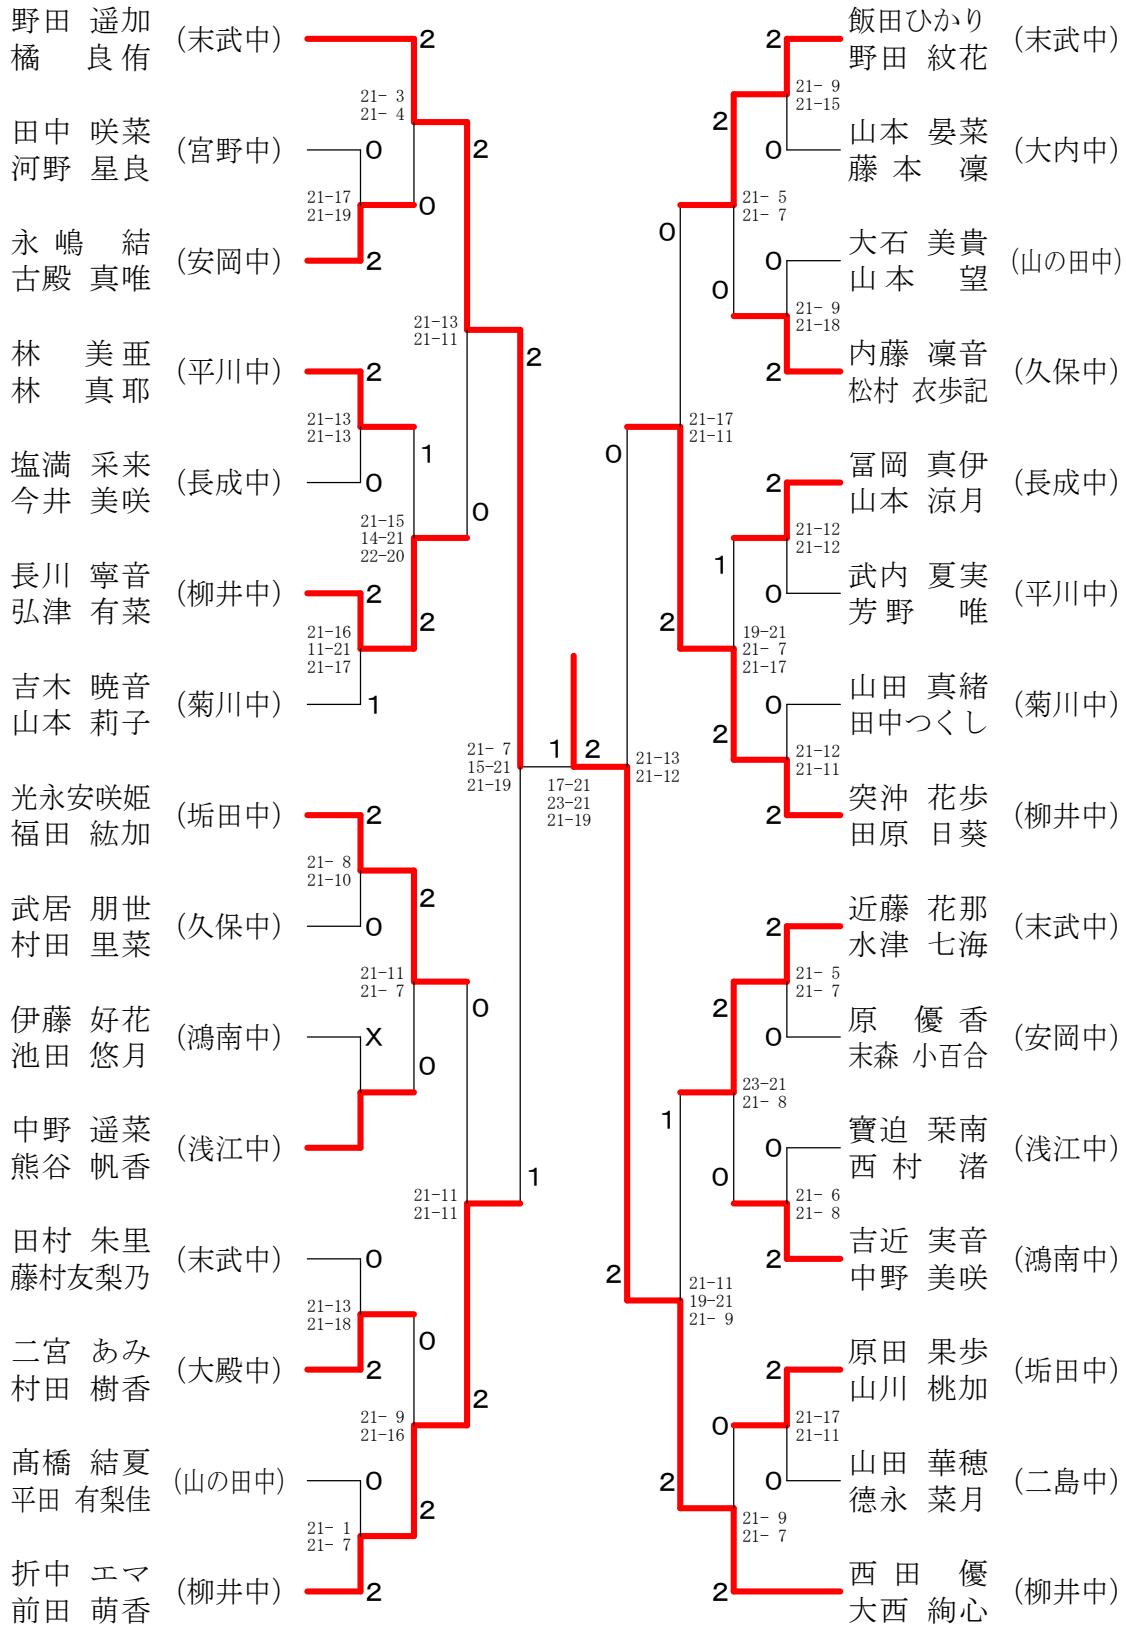 野田 遥加
橘 良侑
(末武中)
2
21- 3
21- 4
田中 咲菜
河野 星良
(宮野中)
0
2
21-17
21-19
0
永嶋 結
古殿 真唯
(安岡中)
2
21-13
21-11
林 美亜
林 真耶
(平川中)
2
2
21-13
21-13
1
塩満 采来
今井 美咲
(長成中)
0
0
21-15
14-21
22-20
長川 寧音
弘津 有菜
(柳井中)
2
2
21-16
11-21
21-17
吉木 暁音
山本 莉子
(菊川中)
1
21- 7
15-21
21-19
1
2
17-21
23-21
21-19
光永安咲姫
福田 紘加
(垢田中)
2
21- 8
21-10
2
武居 朋世
村田 里菜
(久保中)
0
21-11
21- 7
0
伊藤 好花
池田 悠月
(鴻南中)
X
0
中野 遥菜
熊谷 帆香
(浅江中)
1
21-11
21-11
田村 朱里
藤村友梨乃
(末武中)
0
21-13
21-18
0
二宮 あみ
村田 樹香
(大殿中)
2
2
21- 9
21-16
髙橋 結夏
平田 有梨佳
(山の田中)
0
2
21- 1
21- 7
折中 エマ
前田 萌香
(柳井中)
2
2
飯田ひかり
野田 紋花
(末武中)
21- 9
21-15
2
0
山本 晏菜
藤本 凜
(大内中)
21- 5
21- 7
0
0
大石 美貴
山本 望
(山の田中)
0
21- 9
21-18
2
内藤 凜音
松村 衣歩記
(久保中)
21-17
21-11
0
2
冨岡 真伊
山本 涼月
(長成中)
21-12
21-12
1
0
武内 夏実
芳野 唯
(平川中)
2
19-21
21- 7
21-17
0
山田 真緒
田中つくし
(菊川中)
2
21-12
21-11
21-13
21-12
2
突沖 花歩
田原 日葵
(柳井中)
2
近藤 花那
水津 七海
(末武中)
21- 5
21- 7
2
0
原 優香
末森 小百合
(安岡中)
23-21
21- 8
1
0
寶迫 栞南
西村 渚
(浅江中)
0
21- 6
21- 8
2
吉近 実音
中野 美咲
(鴻南中)
2
21-11
19-21
21- 9
2
原田 果歩
山川 桃加
(垢田中)
21-17
21-11
0
0
山田 華穂
德永 菜月
(二島中)
2
21- 9
21- 7
2
西田 優
大西 絢心
(柳井中)